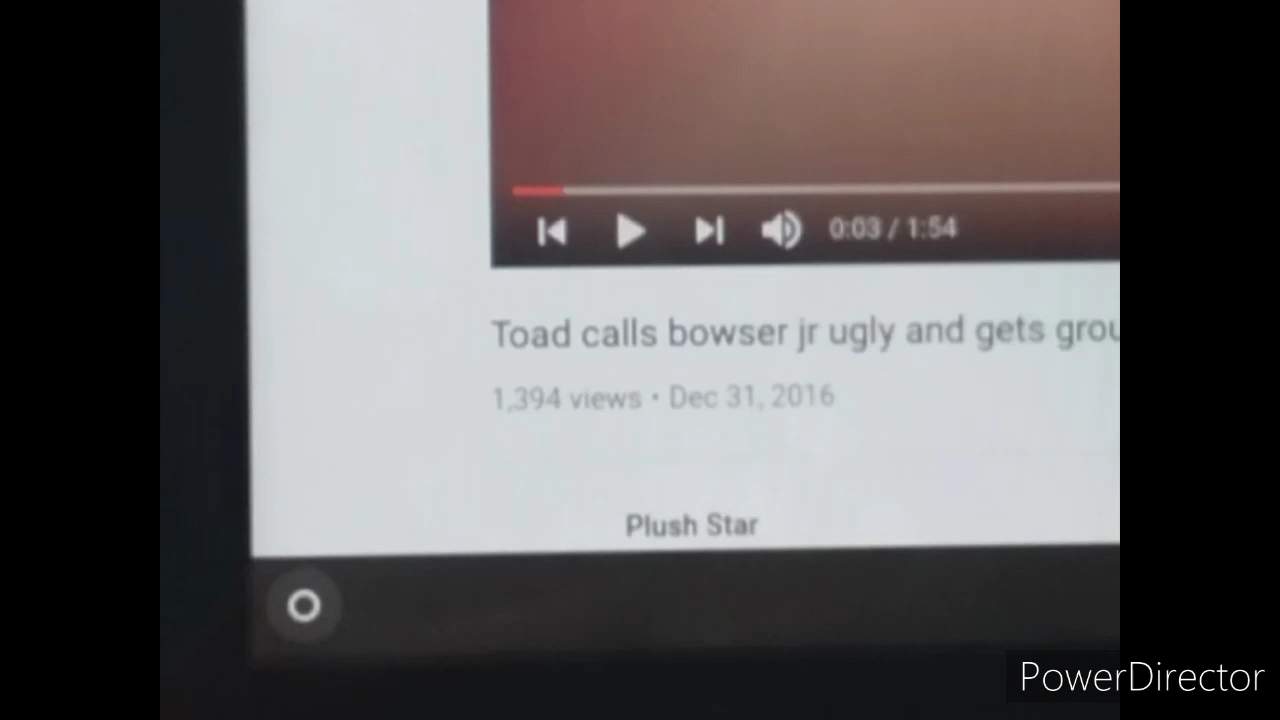 0:03 / 1:54
Toad calls bowser jr ugly and gets grou
1,394 views • Dec 31, 2016
Plush Star
PowerDirector